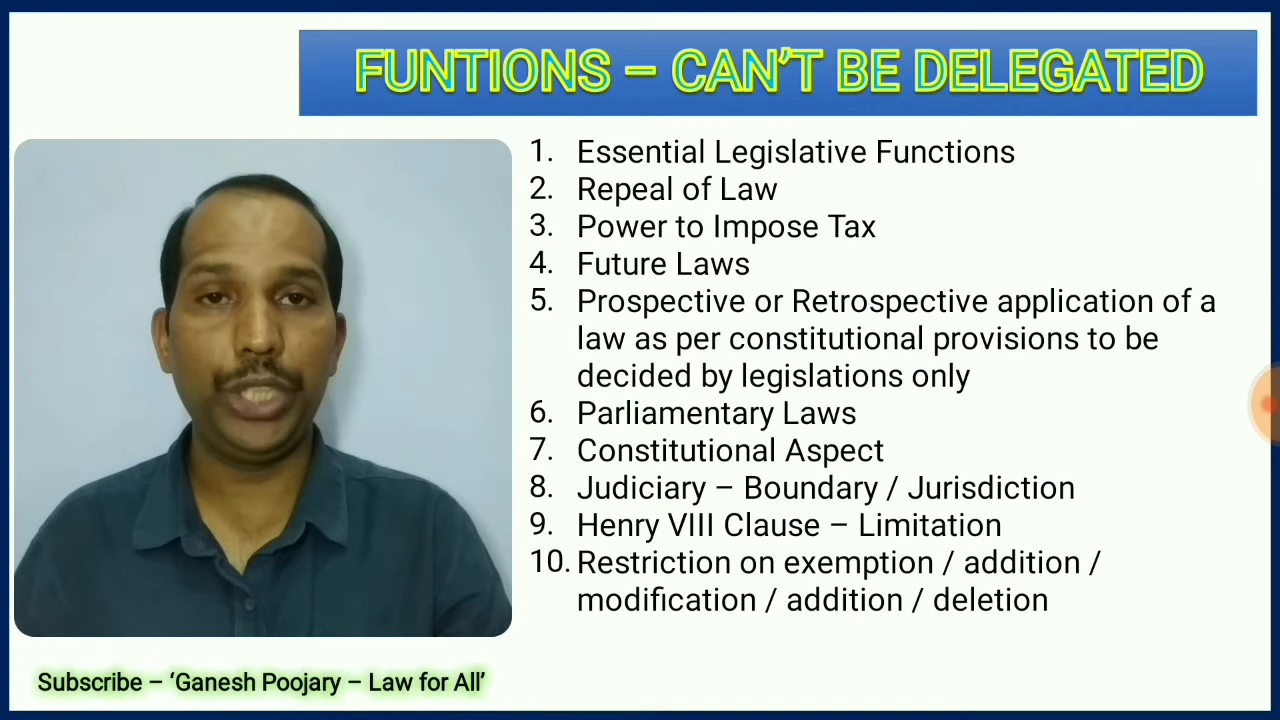 FUNTIONS – CAN'T BE DELEGATED
1. Essential Legislative Functions
2. Repeal of Law
3. Power to Impose Tax
4. Future Laws
5. Prospective or Retrospective application of a
law as per constitutional provisions to be
decided by legislations only
6. Parliamentary Laws
7. Constitutional Aspect
8. Judiciary – Boundary / Jurisdiction
9. Henry VIII Clause – Limitation
10. Restriction on exemption / addition /
modification / addition / deletion
Subscribe – ‘Ganesh Poojary – Law for All’